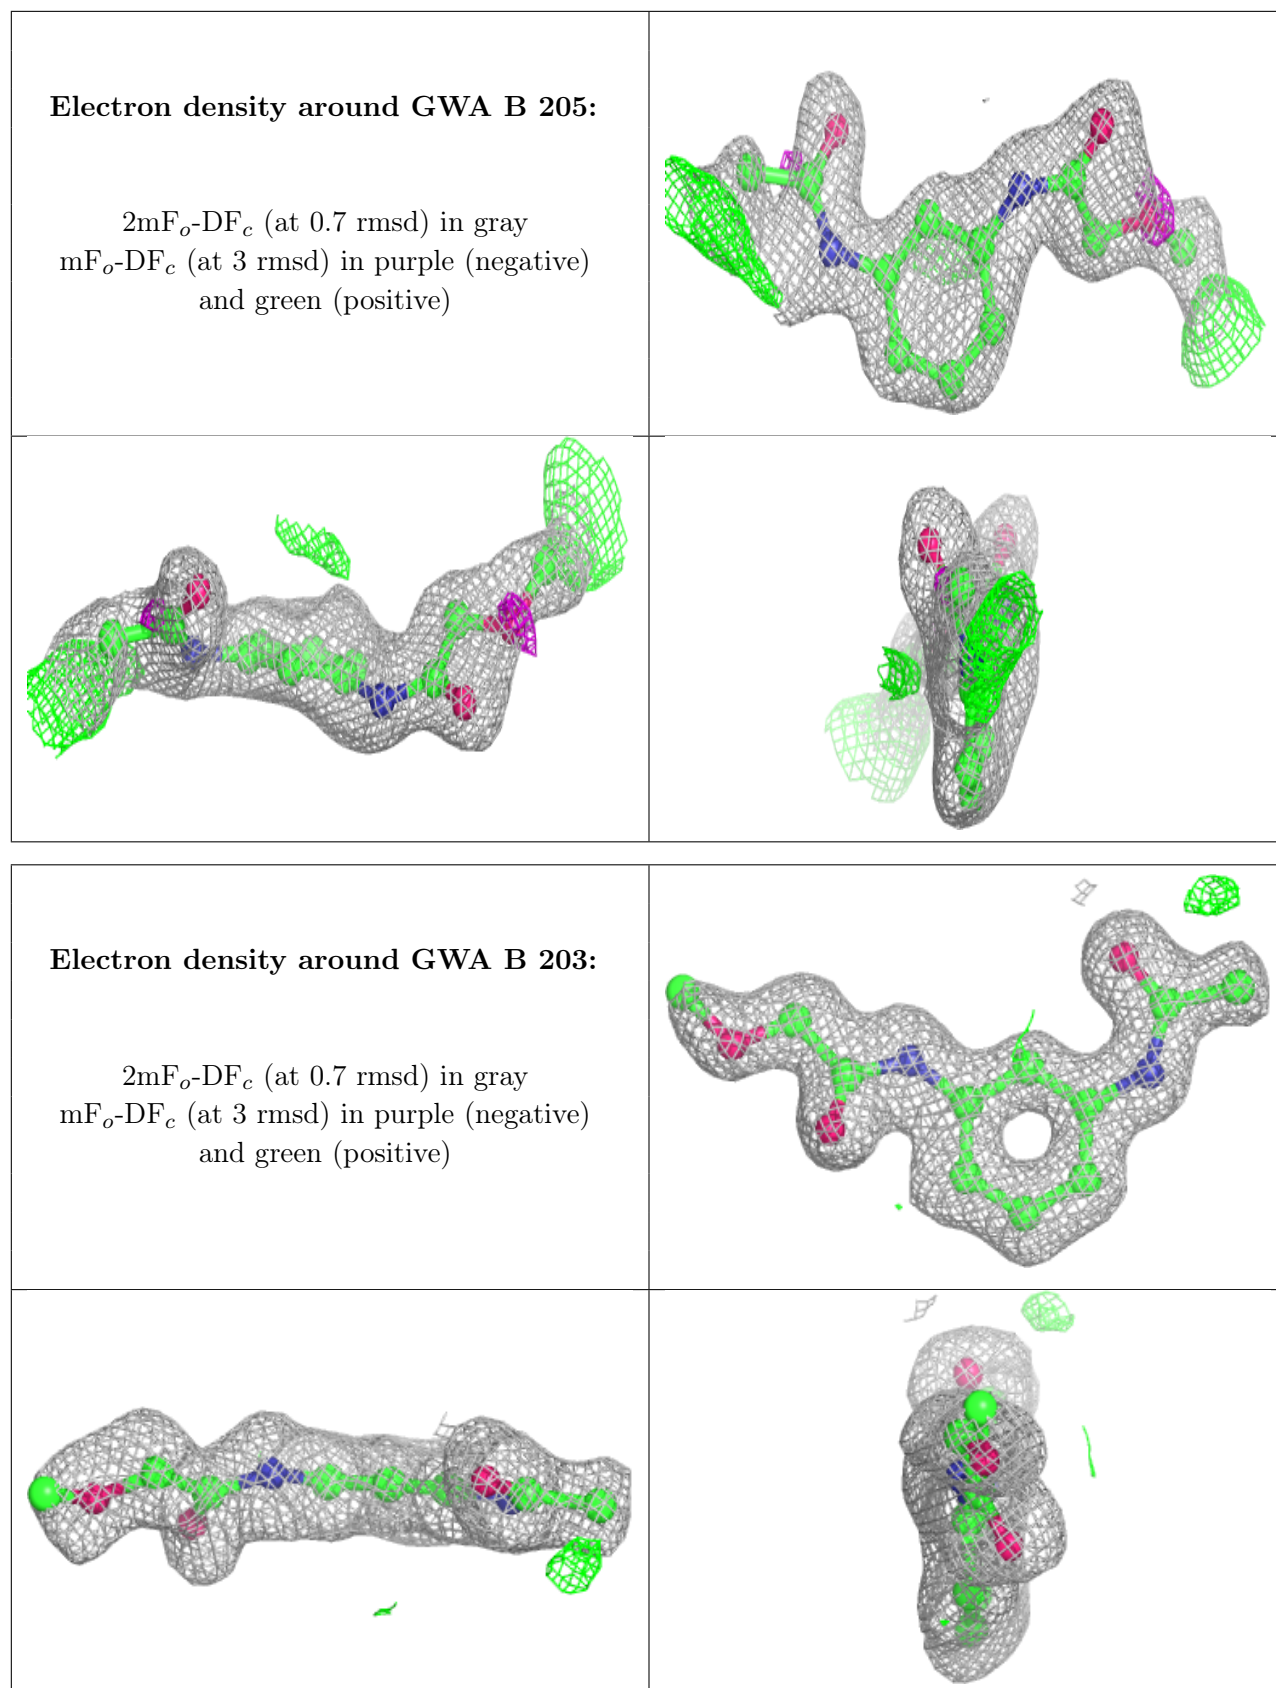 Electron density around GWA B 205:
2mFo-DFc (at 0.7 rmsd) in gray
mFo-DFc (at 3 rmsd) in purple (negative)
and green (positive)
Electron density around GWA B 203:
2mFo-DFc (at 0.7 rmsd) in gray
mFo-DFc (at 3 rmsd) in purple (negative)
and green (positive)